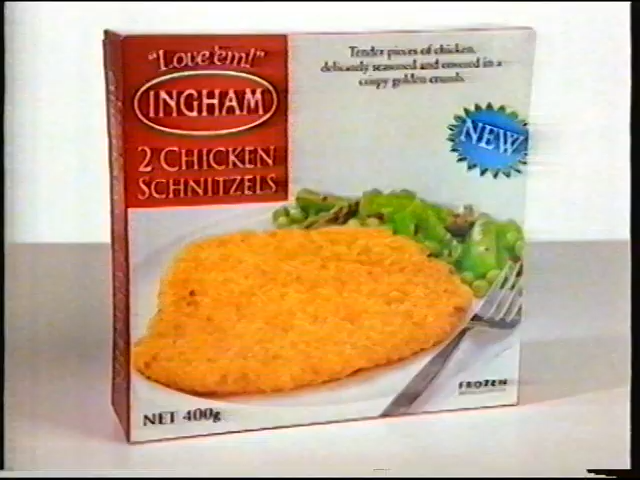 "Love 'em!"
INGHAM
2 CHICKEN
SCHNITZELS
Tender pieces of chicken,
delicately seasoned and covered in a
crispy golden crumb.
NEW
NET 400g
FROZEN